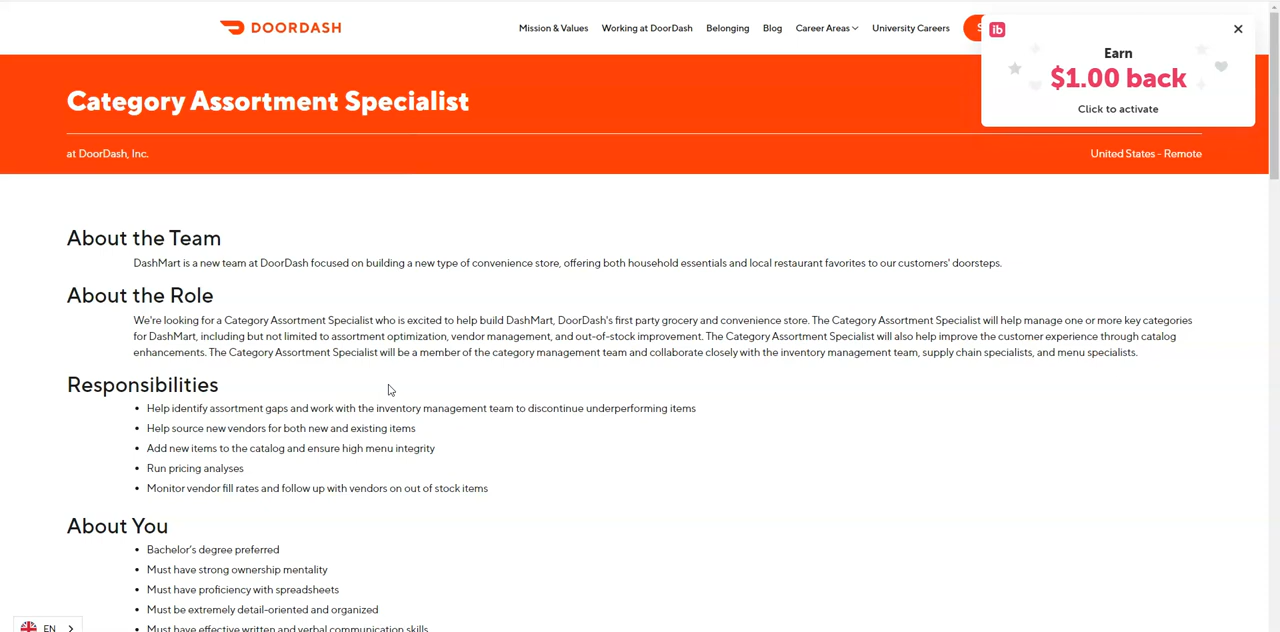 DOORDASH
Mission & Values Working at DoorDash Belonging Blog Career Areas University Careers S
ib
Earn
$1.00 back
Click to activate
Category Assortment Specialist
at DoorDash, Inc. United States - Remote
About the Team
DashMart is a new team at DoorDash focused on building a new type of convenience store, offering both household essentials and local restaurant favorites to our customers' doorsteps.
About the Role
We're looking for a Category Assortment Specialist who is excited to help build DashMart, DoorDash's first party grocery and convenience store. The Category Assortment Specialist will help manage one or more key categories
for DashMart, including but not limited to assortment optimization, vendor management, and out-of-stock improvement. The Category Assortment Specialist will also help improve the customer experience through catalog
enhancements. The Category Assortment Specialist will be a member of the category management team and collaborate closely with the inventory management team, supply chain specialists, and menu specialists.
Responsibilities
• Help identify assortment gaps and work with the inventory management team to discontinue underperforming items
• Help source new vendors for both new and existing items
• Add new items to the catalog and ensure high menu integrity
• Run pricing analyses
• Monitor vendor fill rates and follow up with vendors on out of stock items
About You
• Bachelor's degree preferred
• Must have strong ownership mentality
• Must have proficiency with spreadsheets
• Must be extremely detail-oriented and organized
• Must have effective written and verbal communication skills
EN